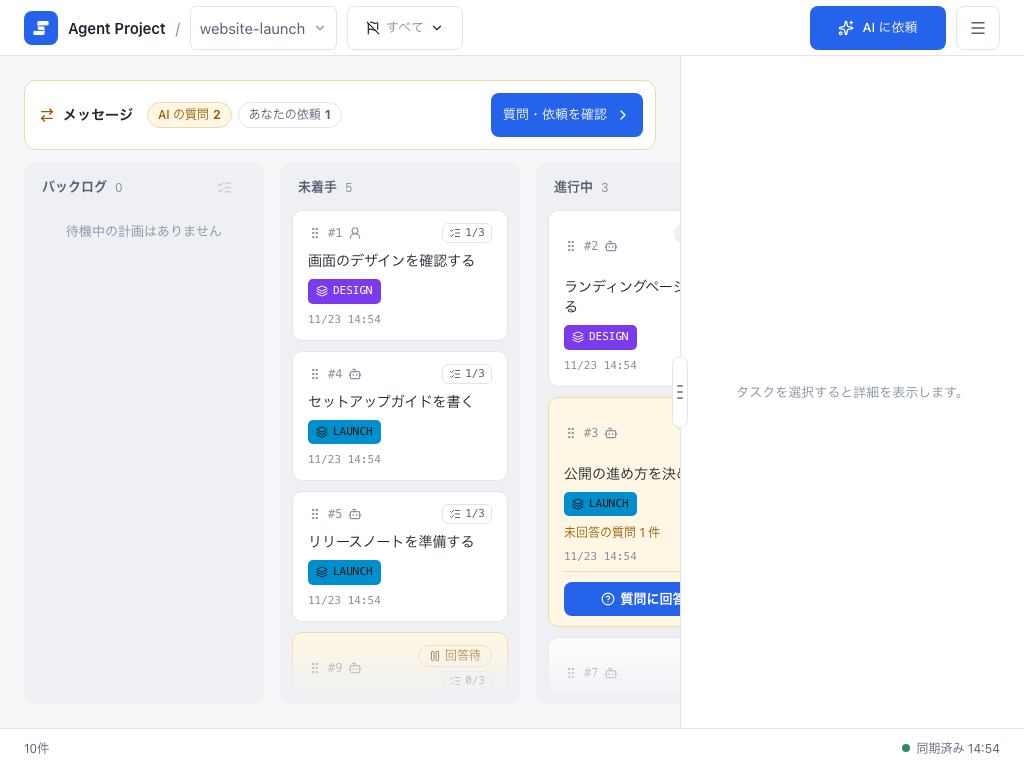 Agent Project / website-launch すべて AI に依頼
メッセージ AI の質問 2 あなたの依頼 1 質問・依頼を確認
バックログ 0
待機中の計画はありません
未着手 5
#1 1/3
画面のデザインを確認する
DESIGN
11/23 14:54
#4 1/3
セットアップガイドを書く
LAUNCH
11/23 14:54
#5 1/3
リリースノートを準備する
LAUNCH
11/23 14:54
#9 回答待
0/3
進行中 3
#2
ランディングページ
る
DESIGN
11/23 14:54
#3
公開の進め方を決
LAUNCH
未回答の質問 1 件
11/23 14:54
質問に回答
#7
タスクを選択すると詳細を表示します。
10件
同期済み 14:54